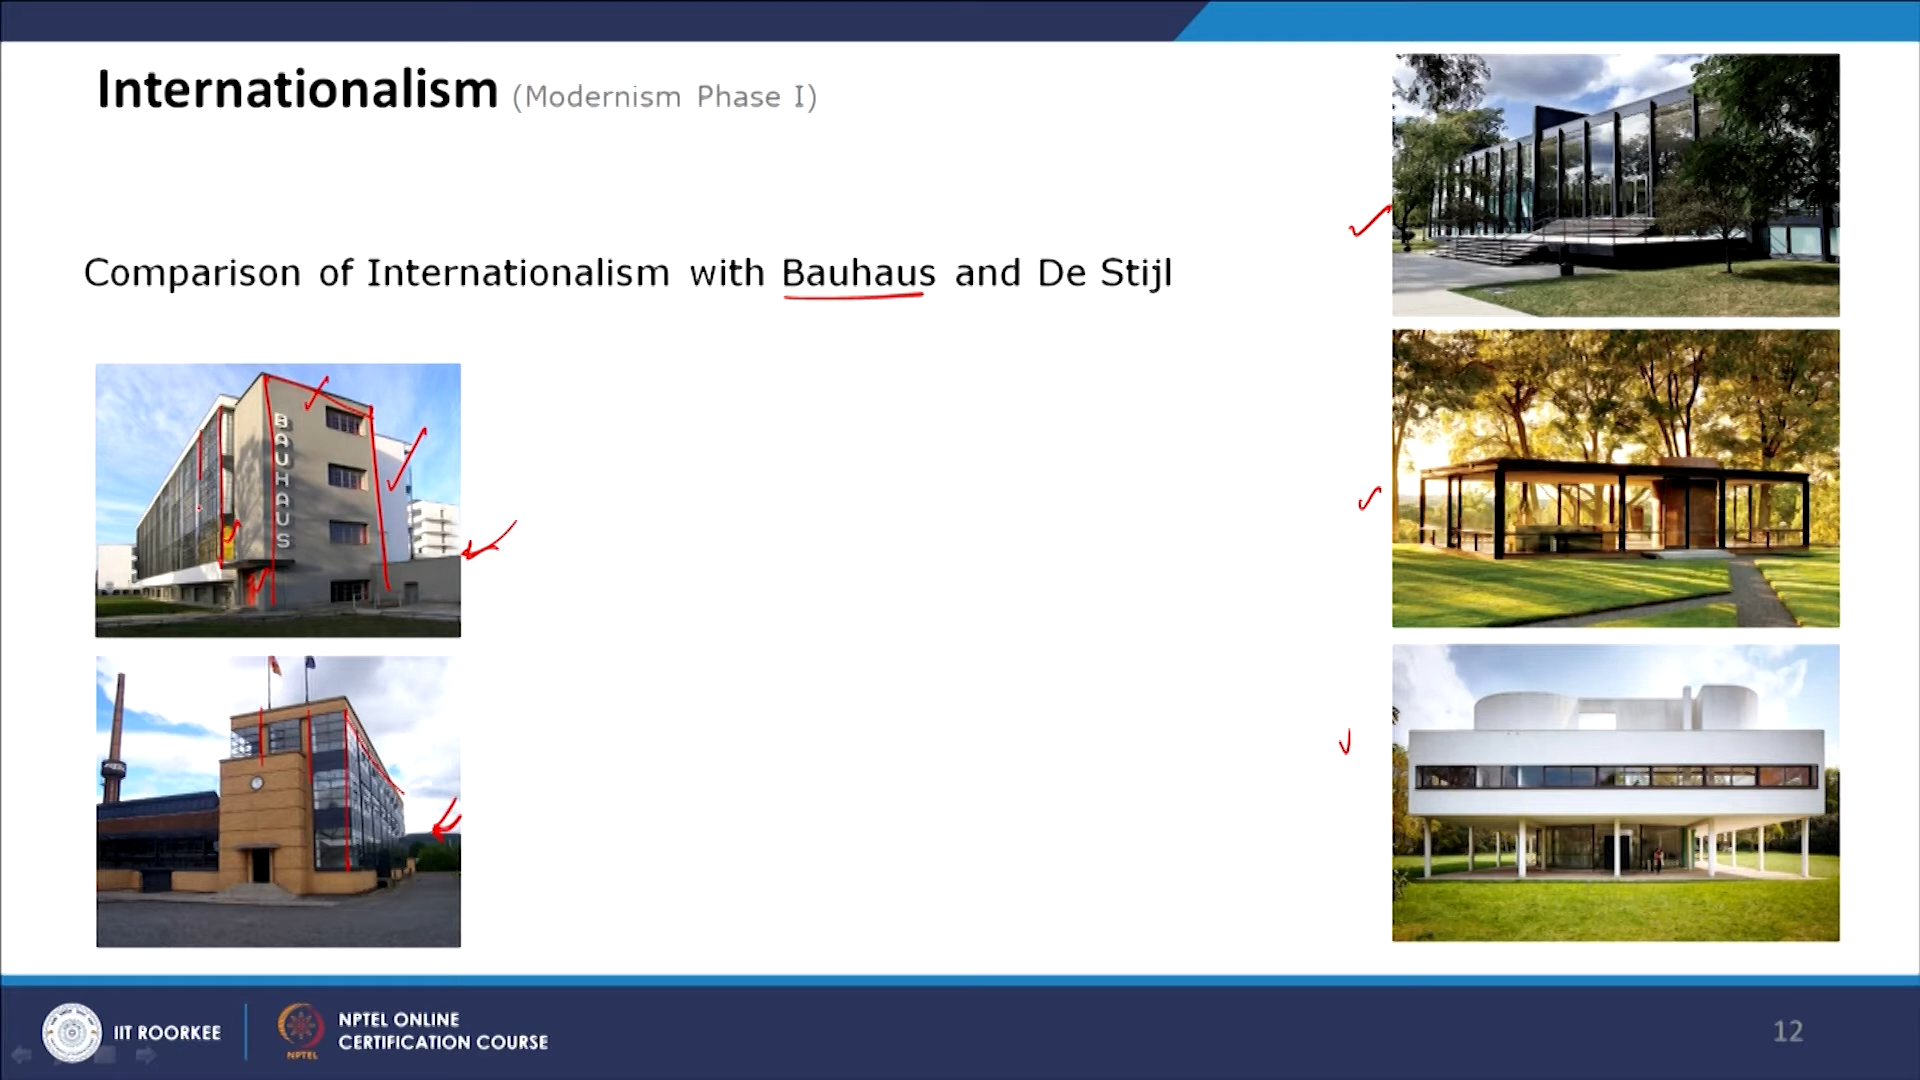 Internationalism (Modernism Phase I)
Comparison of Internationalism with Bauhaus and De Stijl
BAUHAUS
IIT ROORKEE
NPTEL
NPTEL ONLINE
CERTIFICATION COURSE
12